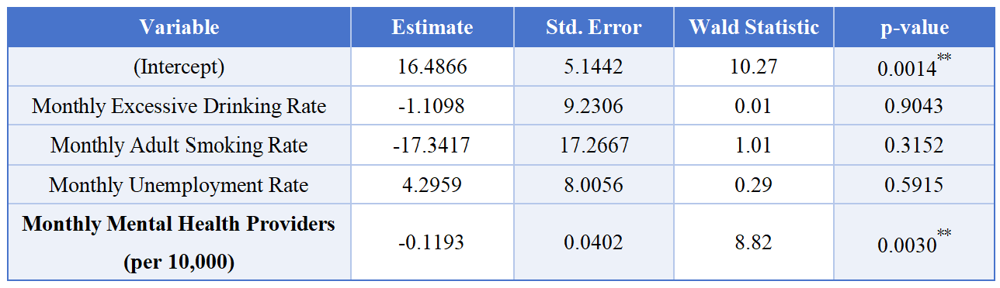 Variable Estimate Std. Error Wald Statistic p-value
(Intercept) 16.4866 5.1442 10.27 0.0014**
Monthly Excessive Drinking Rate -1.1098 9.2306 0.01 0.9043
Monthly Adult Smoking Rate -17.3417 17.2667 1.01 0.3152
Monthly Unemployment Rate 4.2959 8.0056 0.29 0.5915
Monthly Mental Health Providers
(per 10,000) -0.1193 0.0402 8.82 0.0030**